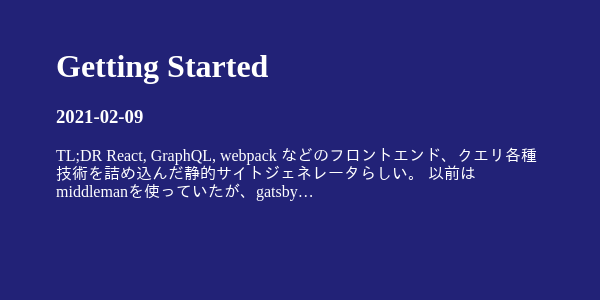 Getting Started
2021-02-09
TL;DR React, GraphQL, webpack などのフロントエンド、クエリ各種
技術を詰め込んだ静的サイトジェネレータらしい。 以前は
middlemanを使っていたが、gatsby…